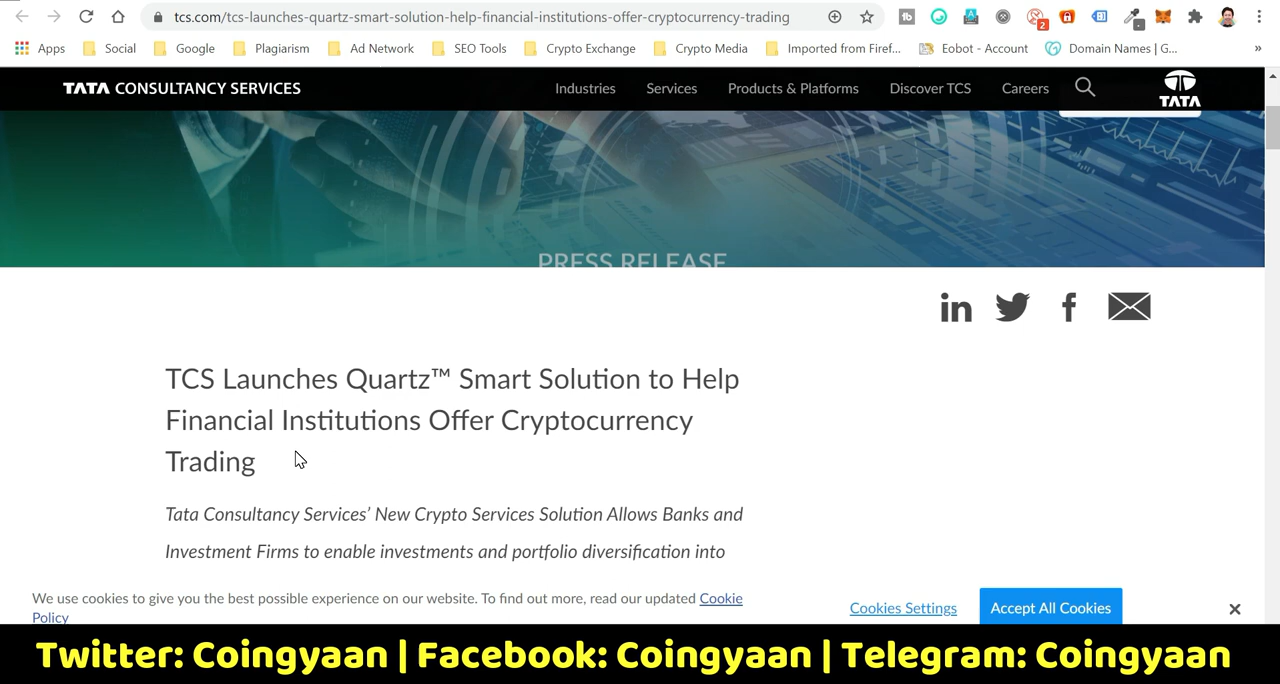 tcs.com/tcs-launches-quartz-smart-solution-help-financial-institutions-offer-cryptocurrency-trading
2
Apps Social Google Plagiarism Ad Network SEO Tools Crypto Exchange Crypto Media Imported from Firef... Eobot - Account Domain Names | G... »
TATA CONSULTANCY SERVICES Industries Services Products & Platforms Discover TCS Careers TATA
PRESS RELEASE
in f
TCS Launches Quartz™ Smart Solution to Help
Financial Institutions Offer Cryptocurrency
Trading
Tata Consultancy Services’ New Crypto Services Solution Allows Banks and
Investment Firms to enable investments and portfolio diversification into
We use cookies to give you the best possible experience on our website. To find out more, read our updated Cookie
Policy
Cookies Settings Accept All Cookies
Twitter: Coingyaan | Facebook: Coingyaan | Telegram: Coingyaan